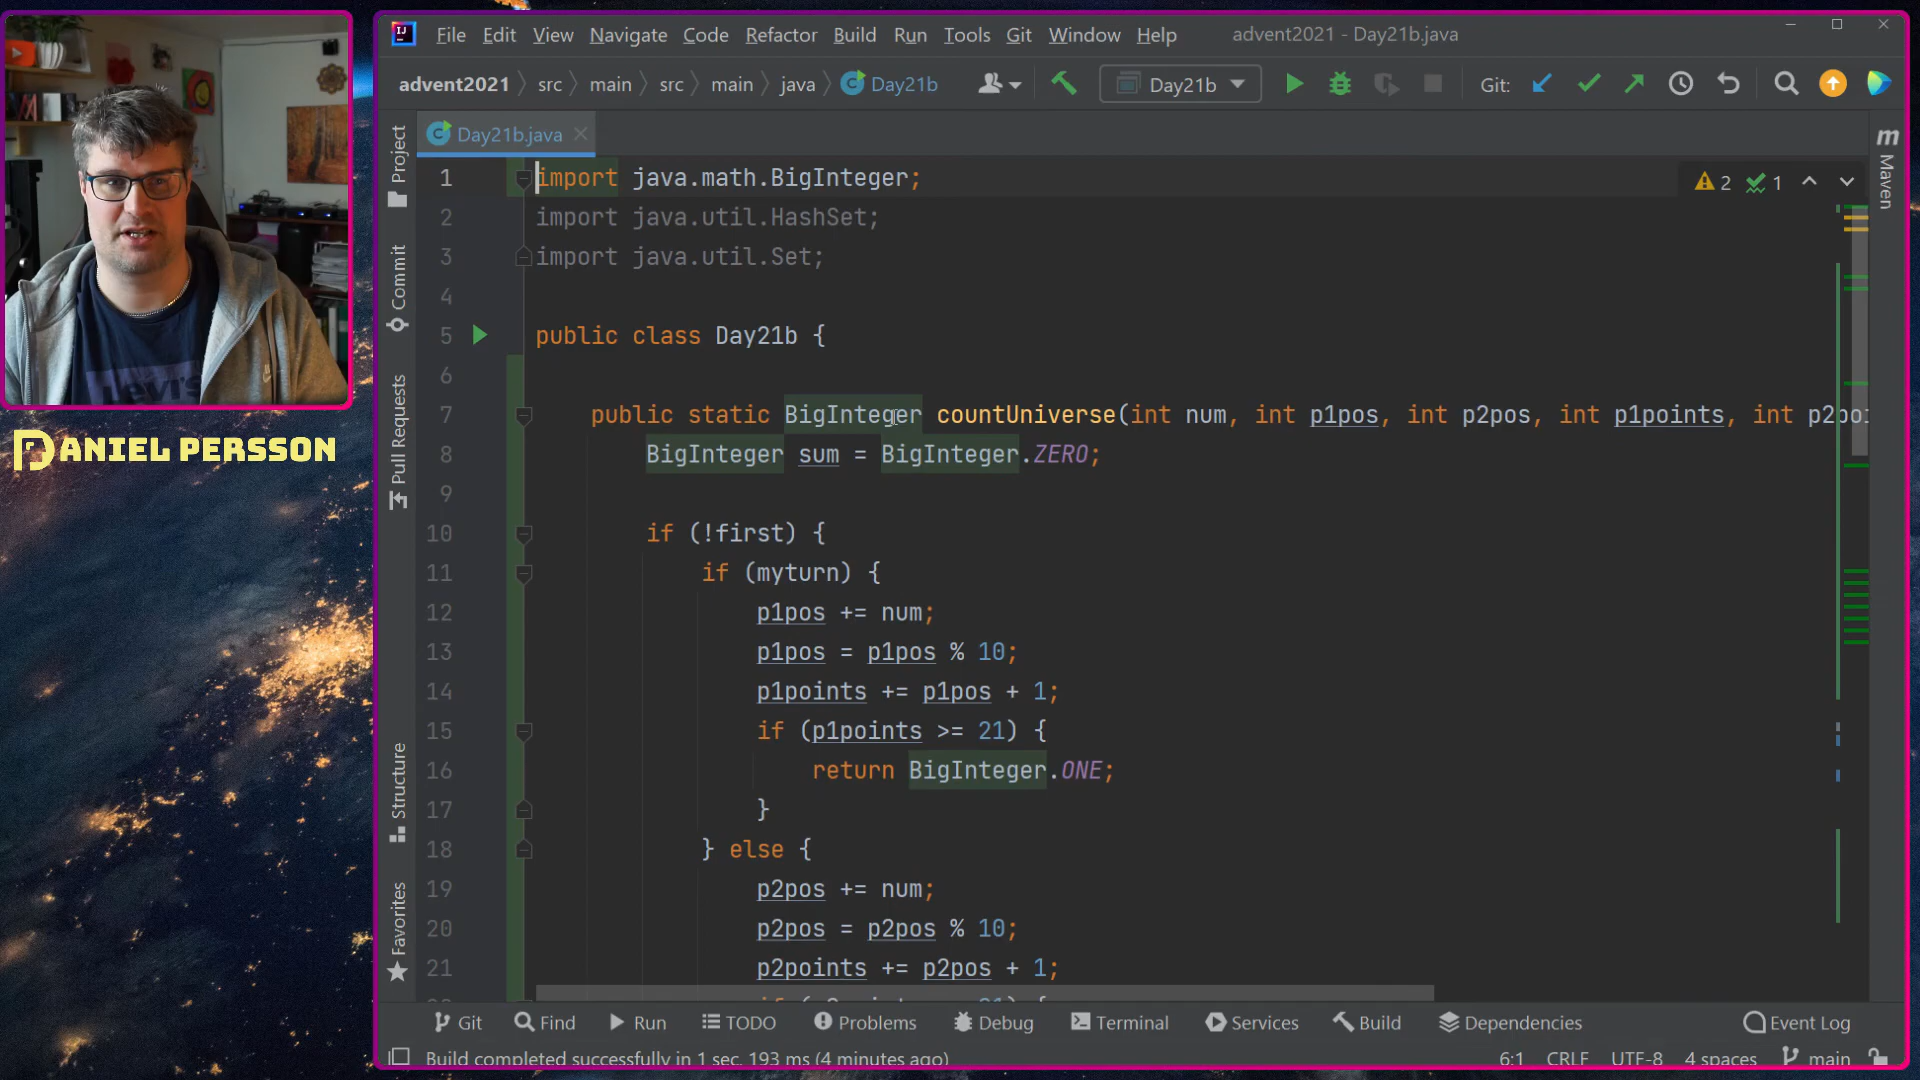 File Edit View Navigate Code Refactor Build Run Tools Git Window Help advent2021 - Day21b.java
advent2021 src main src main java Day21b Day21b Git:
Day21b.java
1 import java.math.BigInteger;
2 import java.util.HashSet;
3 import java.util.Set;
4
5 public class Day21b {
6
7 public static BigInteger countUniverse(int num, int p1pos, int p2pos, int p1points, int p2poi
8 BigInteger sum = BigInteger.ZERO;
9
10 if (!first) {
11 if (myturn) {
12 p1pos += num;
13 p1pos = p1pos % 10;
14 p1points += p1pos + 1;
15 if (p1points >= 21) {
16 return BigInteger.ONE;
17 }
18 } else {
19 p2pos += num;
20 p2pos = p2pos % 10;
21 p2points += p2pos + 1;
2 1
Project
Commit
Pull Requests
Structure
Favorites
m
Maven
DANIEL PERSSON
Levi's
Git Find Run TODO Problems Debug Terminal Services Build Dependencies Event Log
Build completed successfully in 1 sec, 193 ms (4 minutes ago) 6:1 CRLF UTF-8 4 spaces main